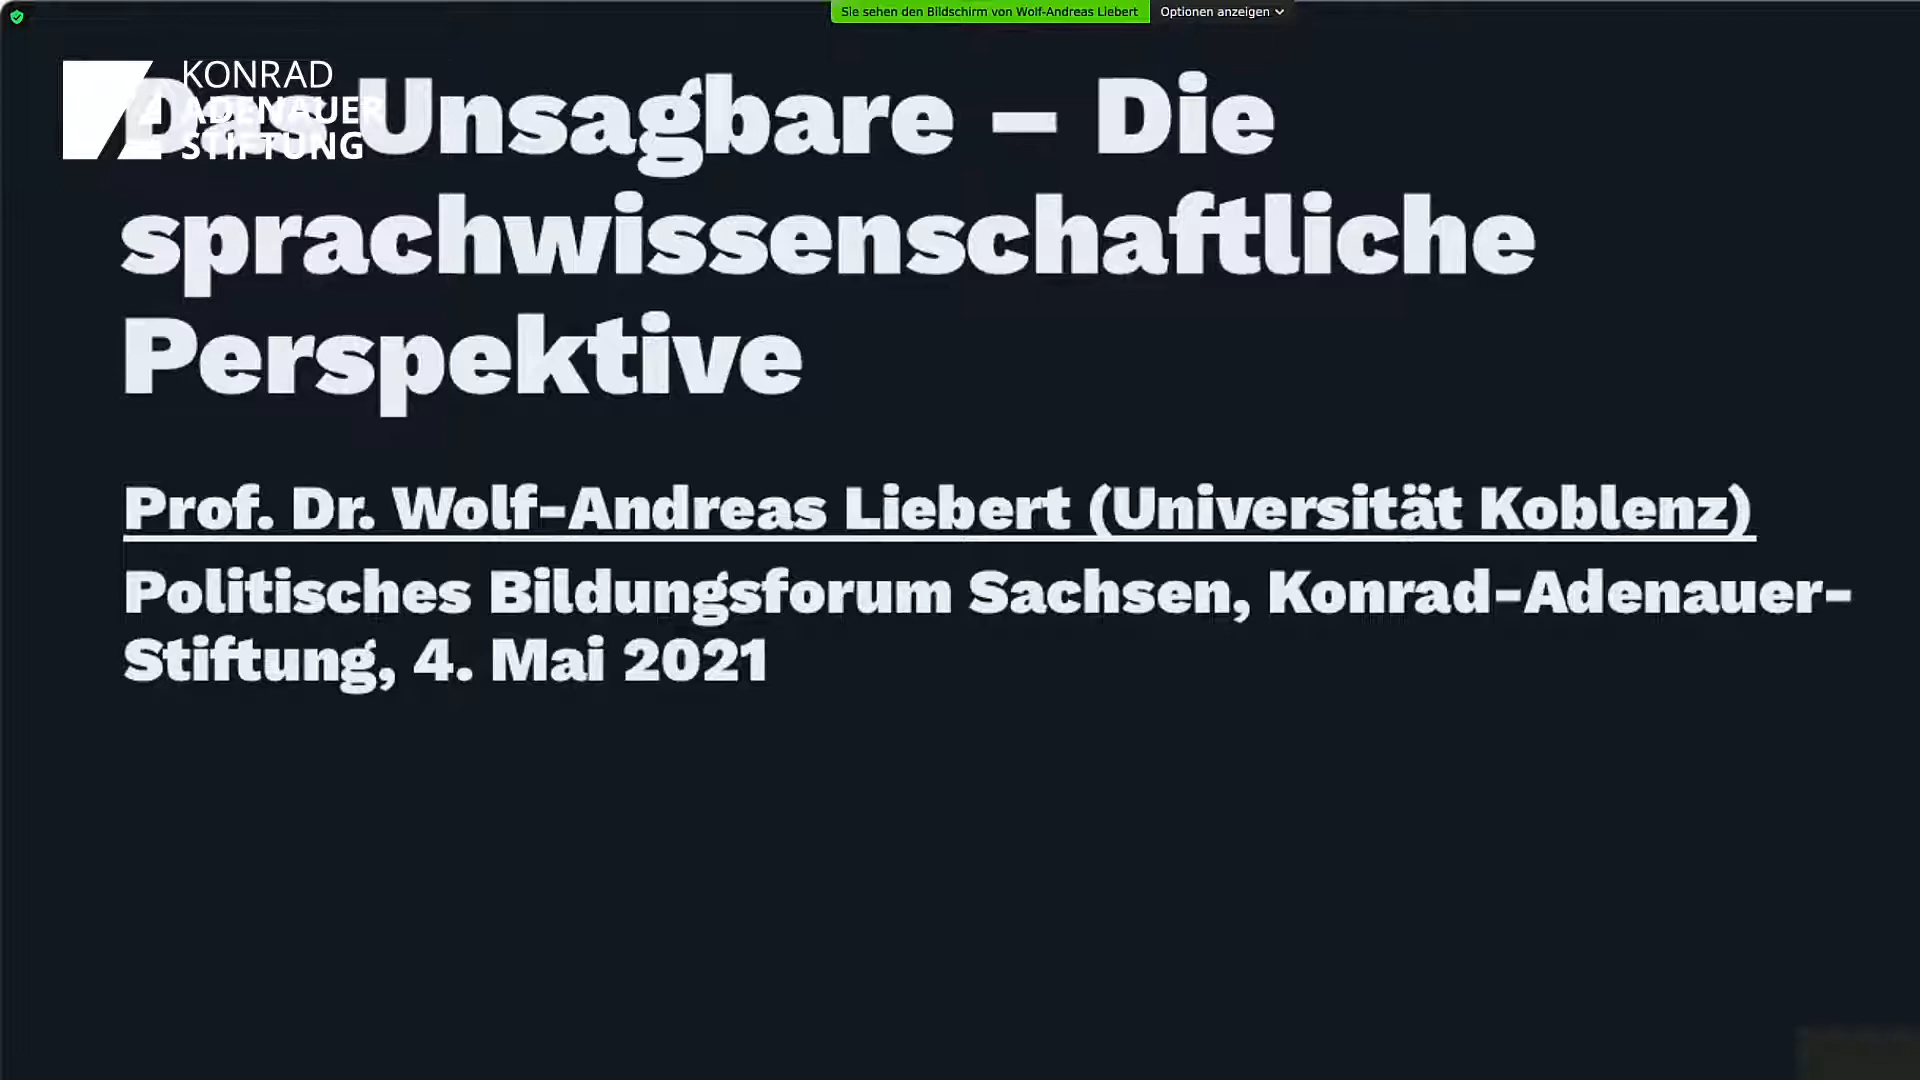 Sie sehen den Bildschirm von Wolf-Andreas Liebert Optionen anzeigen
KONRAD
ADENAUER
STIFTUNG
Das Unsagbare – Die
sprachwissenschaftliche
Perspektive
Prof. Dr. Wolf-Andreas Liebert (Universität Koblenz)
Politisches Bildungsforum Sachsen, Konrad-Adenauer-
Stiftung, 4. Mai 2021